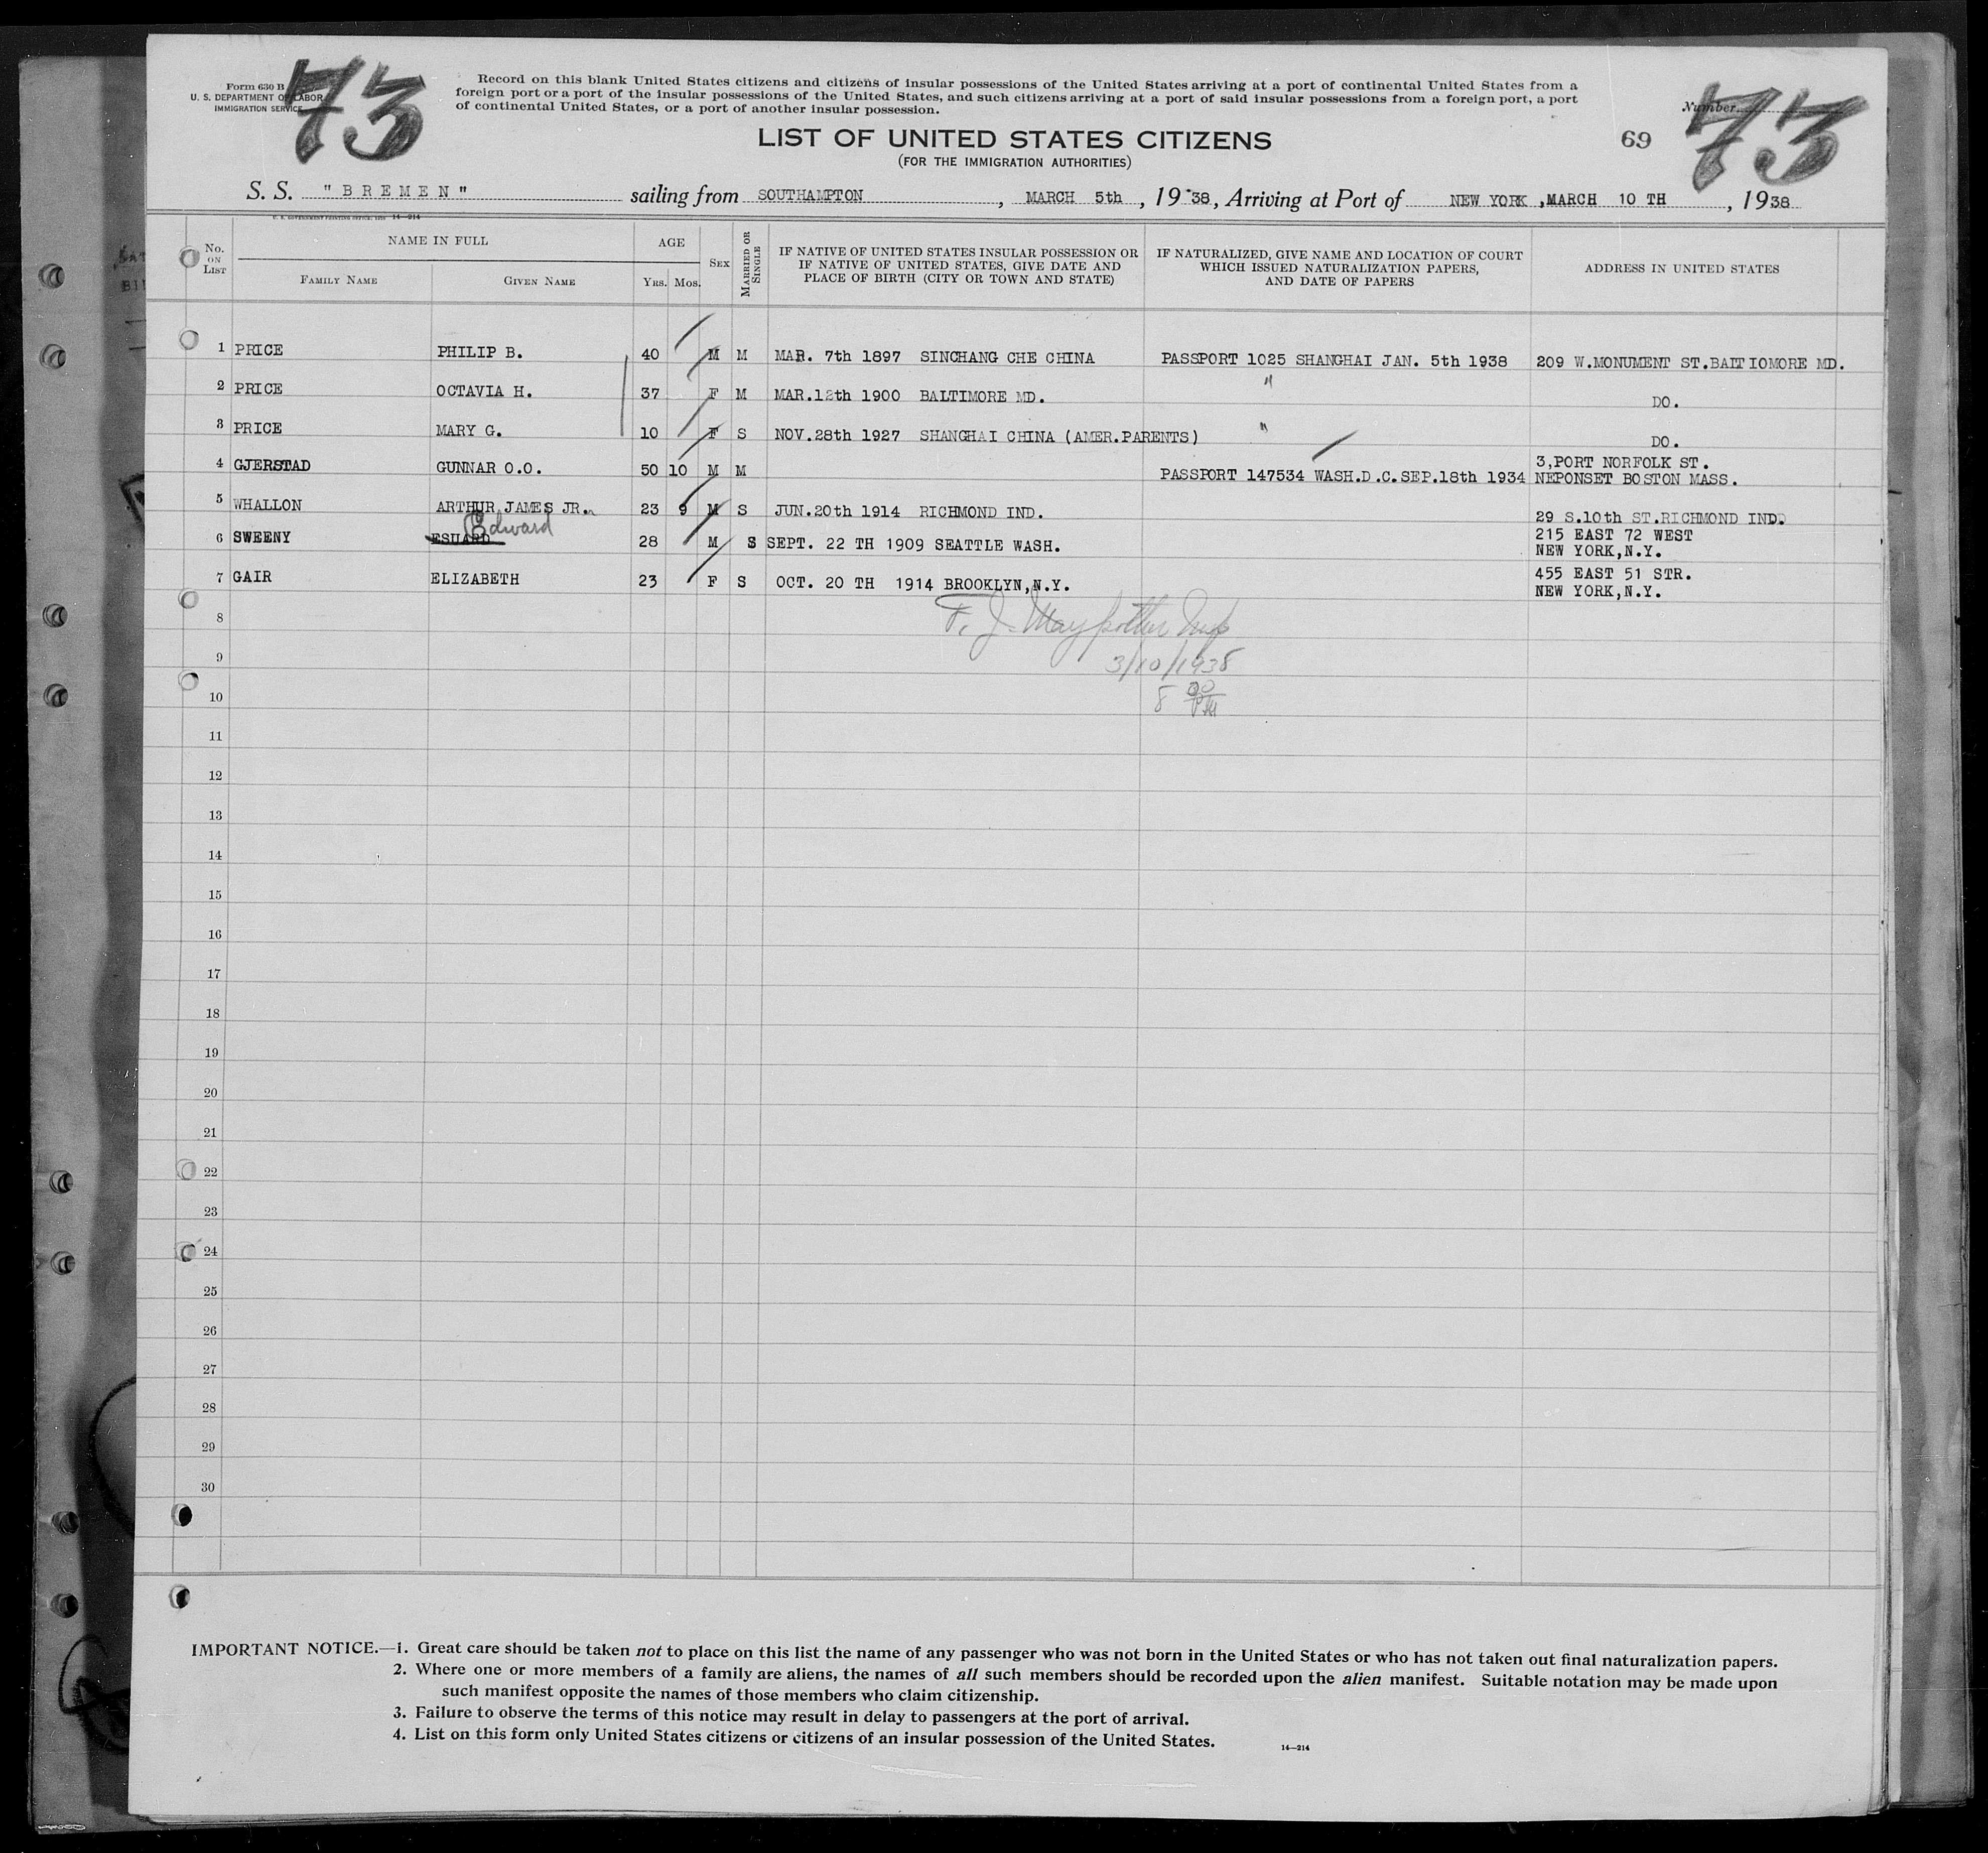 73
73
Form 630 B
U. S. DEPARTMENT OF LABOR
IMMIGRATION SERVICE
Record on this blank United States citizens and citizens of insular possessions of the United States arriving at a port of continental United States from a
foreign port or a port of the insular possessions of the United States, and such citizens arriving at a port of said insular possessions from a foreign port, a port
of continental United States, or a port of another insular possession.
Number
LIST OF UNITED STATES CITIZENS
69
(FOR THE IMMIGRATION AUTHORITIES)
S. S. "BREMEN" sailing from SOUTHAMPTON, MARCH 5th, 19 38, Arriving at Port of NEW YORK, MARCH 10 TH, 1938
U. S. GOVERNMENT PRINTING OFFICE: 14—214
No. ON LIST
NAME IN FULL
FAMILY NAME
GIVEN NAME
AGE
YRS. MOS.
SEX
MARRIED OR SINGLE
IF NATIVE OF UNITED STATES INSULAR POSSESSION OR
IF NATIVE OF UNITED STATES, GIVE DATE AND
PLACE OF BIRTH (CITY OR TOWN AND STATE)
IF NATURALIZED, GIVE NAME AND LOCATION OF COURT
WHICH ISSUED NATURALIZATION PAPERS,
AND DATE OF PAPERS
ADDRESS IN UNITED STATES
1 PRICE PHILIP B. 40 M M MAR. 7th 1897 SINCHANG CHE CHINA PASSPORT 1025 SHANGHAI JAN. 5th 1938 209 W.MONUMENT ST.BALTIOMORE MD.
2 PRICE OCTAVIA H. 37 F M MAR.12th 1900 BALTIMORE MD. " DO.
3 PRICE MARY G. 10 F S NOV.28th 1927 SHANGHAI CHINA (AMER.PARENTS) " DO.
4 GJERSTAD GUNNAR O.O. 50 10 M M PASSPORT 147534 WASH.D.C.SEP.18th 1934 3,PORT NORFOLK ST.
NEPONSET BOSTON MASS.
5 WHALLON ARTHUR JAMES JR. 23 9 M S JUN.20th 1914 RICHMOND IND. 29 S.10th ST.RICHMOND IND.
6 SWEENY ESUARD Edward 28 M S SEPT. 22 TH 1909 SEATTLE WASH. 215 EAST 72 WEST
NEW YORK,N.Y.
7 GAIR ELIZABETH 23 F S OCT. 20 TH 1914 BROOKLYN,N.Y. 455 EAST 51 STR.
NEW YORK,N.Y.
8
F. J. Maypother Insp
9
3/10/1938
10
8 00 PM
11
12
13
14
15
16
17
18
19
20
21
22
23
24
25
26
27
28
29
30
IMPORTANT NOTICE.—1. Great care should be taken not to place on this list the name of any passenger who was not born in the United States or who has not taken out final naturalization papers.
2. Where one or more members of a family are aliens, the names of all such members should be recorded upon the alien manifest. Suitable notation may be made upon
such manifest opposite the names of those members who claim citizenship.
3. Failure to observe the terms of this notice may result in delay to passengers at the port of arrival.
4. List on this form only United States citizens or citizens of an insular possession of the United States.
14—214